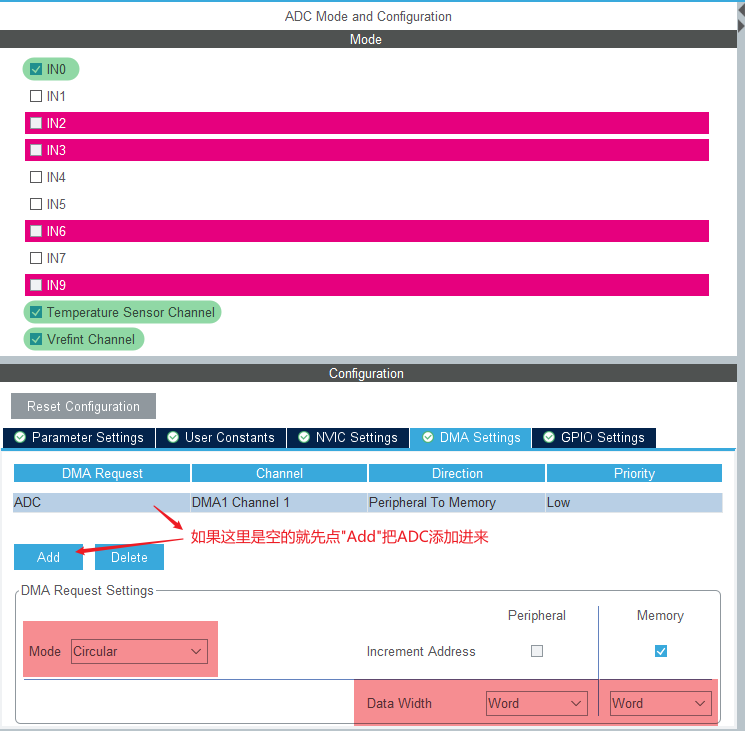 ADC Mode and Configuration
Mode
IN0
IN1
IN2
IN3
IN4
IN5
IN6
IN7
IN9
Temperature Sensor Channel
Vrefint Channel
Configuration
Reset Configuration
Parameter Settings User Constants NVIC Settings DMA Settings GPIO Settings
DMA Request Channel Direction Priority
ADC DMA1 Channel 1 Peripheral To Memory Low
如果这里是空的就先点"Add"把ADC添加进来
Add Delete
DMA Request Settings
Peripheral Memory
Mode Circular Increment Address
Data Width Word Word